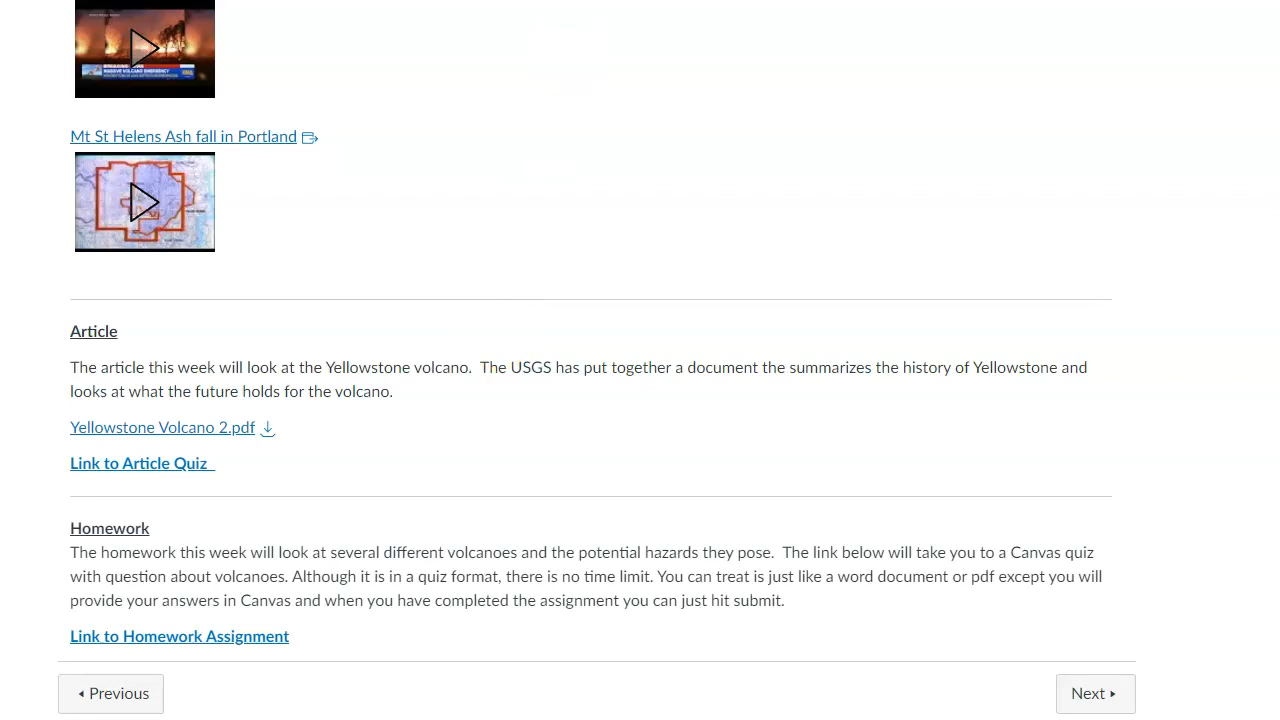 MASSIVE VOLCANO EMERGENCY
Mt St Helens Ash fall in Portland
Article
The article this week will look at the Yellowstone volcano.  The USGS has put together a document the summarizes the history of Yellowstone and
looks at what the future holds for the volcano.
Yellowstone Volcano 2.pdf
Link to Article Quiz
Homework
The homework this week will look at several different volcanoes and the potential hazards they pose.  The link below will take you to a Canvas quiz
with question about volcanoes. Although it is in a quiz format, there is no time limit. You can treat is just like a word document or pdf except you will
provide your answers in Canvas and when you have completed the assignment you can just hit submit.
Link to Homework Assignment
Previous
Next